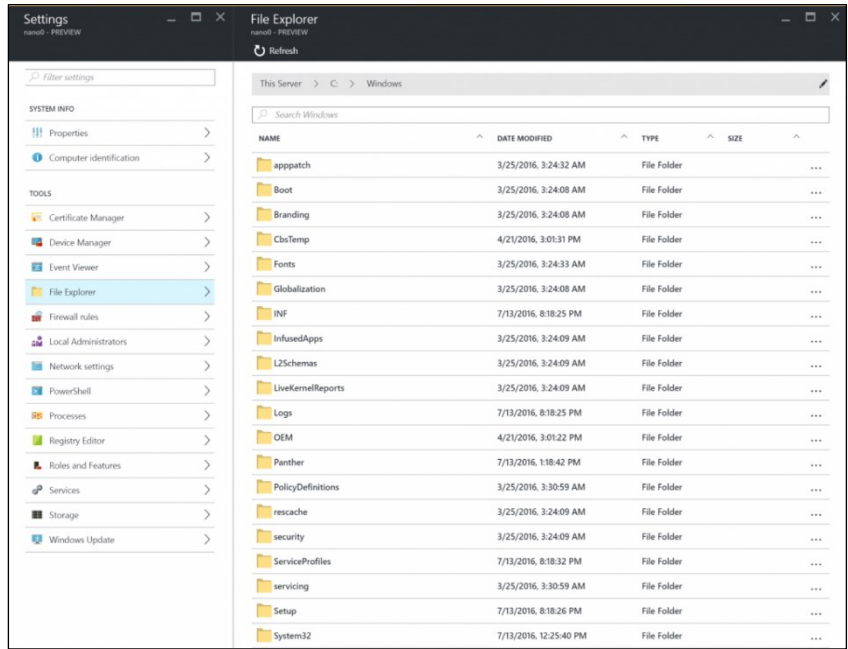 Settings
nano0 - PREVIEW
Filter settings
SYSTEM INFO
Properties
Computer identification
TOOLS
Certificate Manager
Device Manager
Event Viewer
File Explorer
Firewall rules
Local Administrators
Network settings
PowerShell
Processes
Registry Editor
Roles and Features
Services
Storage
Windows Update
File Explorer
nano0 - PREVIEW
Refresh
This Server > C: > Windows
Search Windows
NAME DATE MODIFIED TYPE SIZE
apppatch 3/25/2016, 3:24:32 AM File Folder ...
Boot 3/25/2016, 3:24:08 AM File Folder ...
Branding 3/25/2016, 3:24:08 AM File Folder ...
CbsTemp 4/21/2016, 3:01:31 PM File Folder ...
Fonts 3/25/2016, 3:24:33 AM File Folder ...
Globalization 3/25/2016, 3:24:08 AM File Folder ...
INF 7/13/2016, 8:18:25 PM File Folder ...
InfusedApps 3/25/2016, 3:24:09 AM File Folder ...
L2Schemas 3/25/2016, 3:24:09 AM File Folder ...
LiveKernelReports 3/25/2016, 3:24:09 AM File Folder ...
Logs 7/13/2016, 8:18:25 PM File Folder ...
OEM 4/21/2016, 3:01:22 PM File Folder ...
Panther 7/13/2016, 1:18:42 PM File Folder ...
PolicyDefinitions 3/25/2016, 3:30:59 AM File Folder ...
rescache 3/25/2016, 3:24:09 AM File Folder ...
security 3/25/2016, 3:24:09 AM File Folder ...
ServiceProfiles 7/13/2016, 8:18:32 PM File Folder ...
servicing 3/25/2016, 3:30:59 AM File Folder ...
Setup 7/13/2016, 8:18:26 PM File Folder ...
System32 7/13/2016, 12:25:40 PM File Folder ...